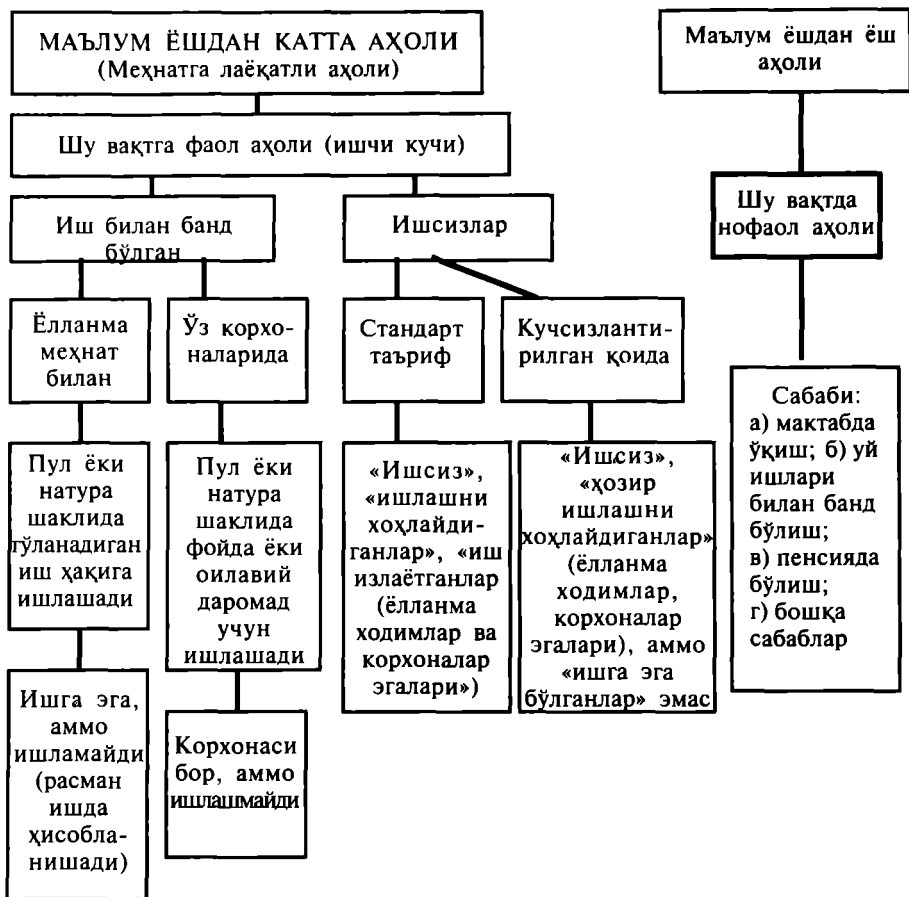 МАЪЛУМ ЁШДАН КАТТА АҲОЛИ
(Меҳнатга лаёқатли аҳоли)
Маълум ёшдан ёш
аҳоли
Шу вақтга фаол аҳоли (ишчи кучи)
Шу вақтда
нофаол аҳоли
Иш билан банд
бўлган
Ишсизлар
Ёлланма
меҳнат
билан
Ўз корхо-
наларида
Стандарт
таъриф
Кучсизланти-
рилган қоида
Сабаби:
а) мактабда
ўқиш; б) уй
ишлари
билан банд
бўлиш;
в) пенсияда
бўлиш;
г) бошқа
сабаблар
Пул ёки
натура
шаклида
тўланадиган
иш ҳақига
ишлашади
Пул ёки
натура
шаклида
фойда ёки
оилавий
даромад
учун
ишлашади
«Ишсиз»,
«ишлашни
хоҳлайди-
ганлар», «иш
излаётганлар
(ёлланма
ходимлар ва
корхоналар
эгалари»)
«Ишсиз»,
«ҳозир
ишлашни
хоҳлайдиганлар»
(ёлланма
ходимлар,
корхоналар
эгалари), аммо
«ишга эга
бўлганлар» эмас
Ишга эга,
аммо
ишламайди
(расман
ишда
ҳисобла-
нишади)
Корхонаси
бор, аммо
ишлашмайди